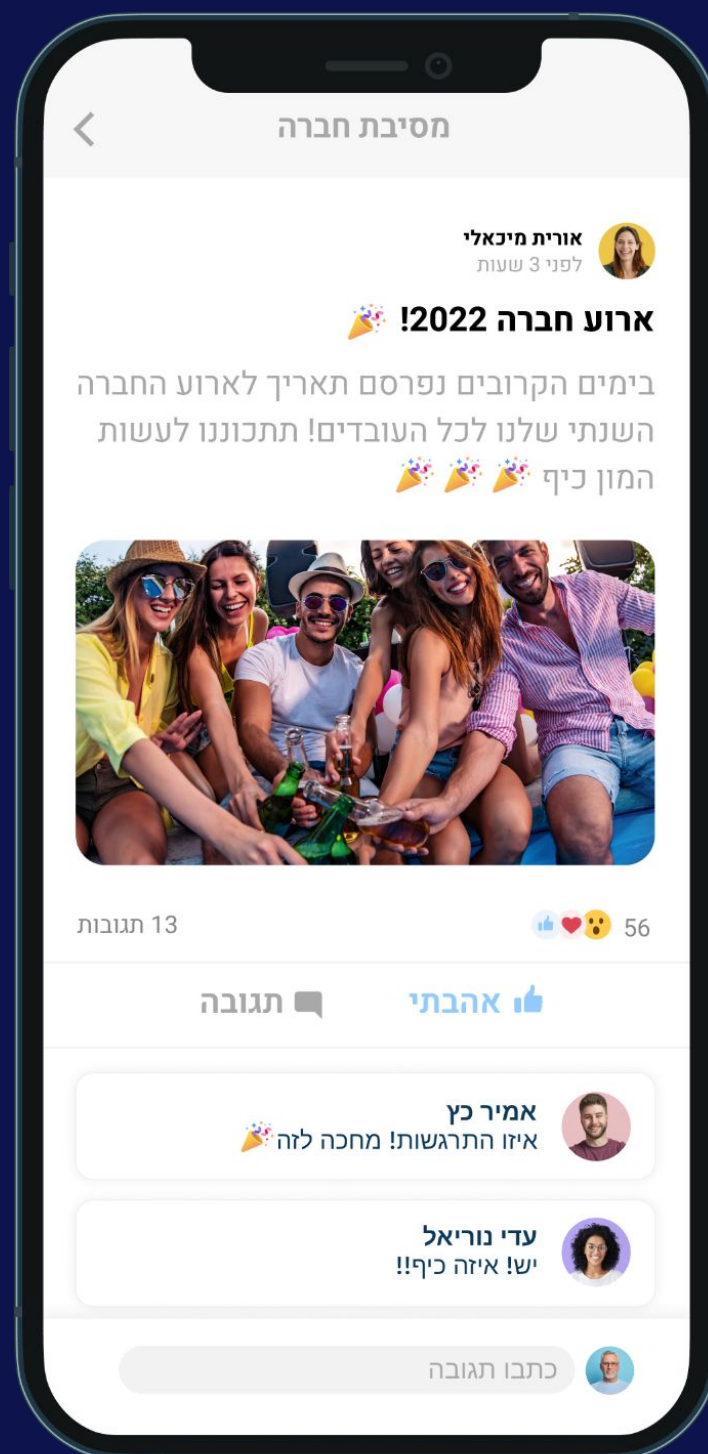 מסיבת חברה
אורית מיכאלי
לפני 3 שעות
ארוע חברה 2022! 🎉
בימים הקרובים נפרסם תאריך לארוע החברה
השנתי שלנו לכל העובדים! תתכוננו לעשות
המון כיף 🎉 🎉 🎉
56 13 תגובות
אהבתי תגובה
אמיר כץ
איזו התרגשות! מחכה לזה🎉
עדי נוריאל
יש! איזה כיף!!
כתבו תגובה